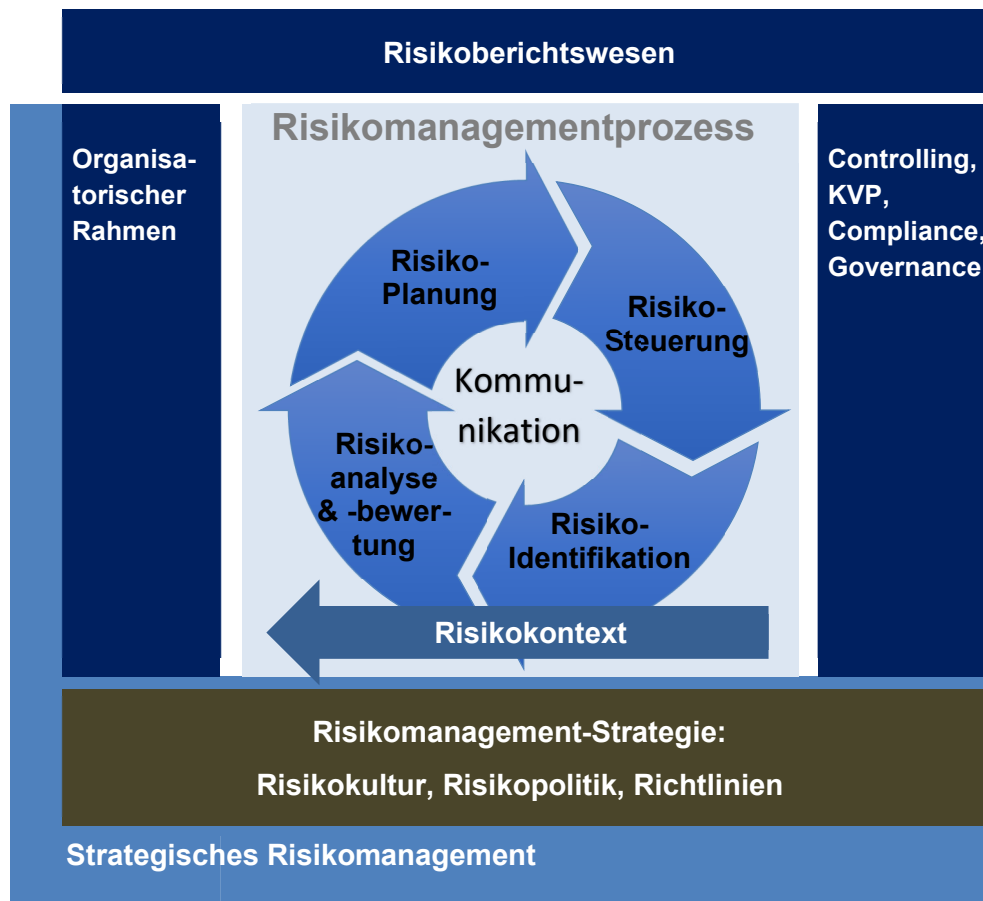 Risikoberichtswesen
Risikomanagementprozess
Organisa-
torischer
Rahmen
Controlling,
KVP,
Compliance,
Governance
Risiko-
Planung
Risiko-
Steuerung
Kommu-
nikation
Risiko-
analyse
& -bewer-
tung
Risiko-
Identifikation
Risikokontext
Risikomanagement-Strategie:
Risikokultur, Risikopolitik, Richtlinien
Strategisches Risikomanagement